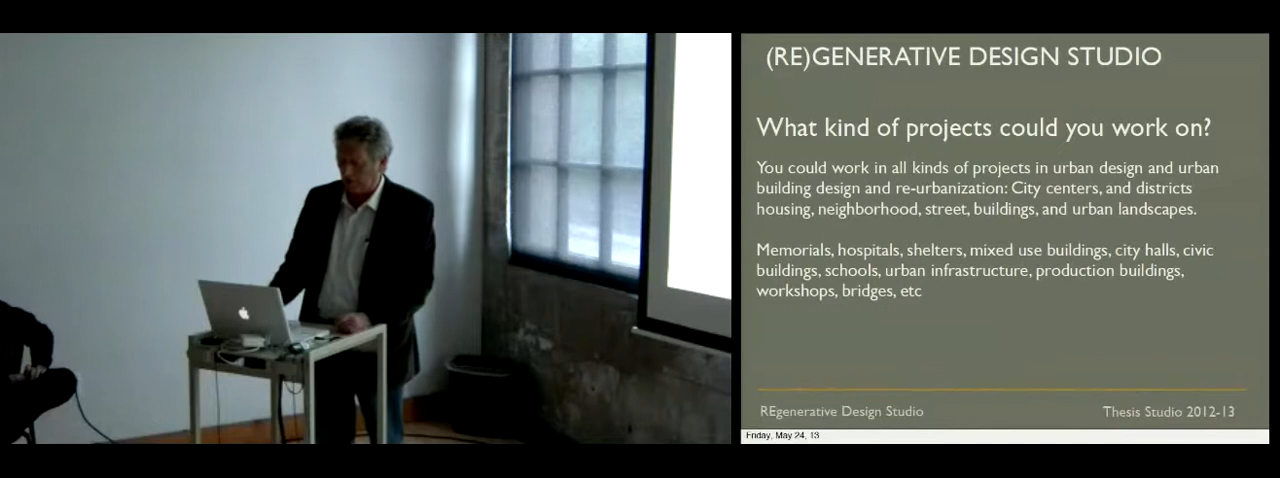 (RE)GENERATIVE DESIGN STUDIO
What kind of projects could you work on?
You could work in all kinds of projects in urban design and urban
building design and re-urbanization: City centers, and districts
housing, neighborhood, street, buildings, and urban landscapes.
Memorials, hospitals, shelters, mixed use buildings, city halls, civic
buildings, schools, urban infrastructure, production buildings,
workshops, bridges, etc
REgenerative Design Studio
Thesis Studio 2012-13
Friday, May 24, 13